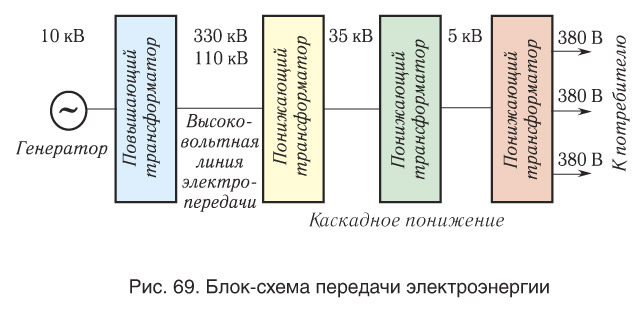 10 кВ
330 кВ
110 кВ
35 кВ
5 кВ
380 В
380 В
380 В
Генератор
Повышающий
трансформатор
Высоко-
вольтная
линия
электро-
передачи
Понижающий
трансформатор
Понижающий
трансформатор
Понижающий
трансформатор
К потребителю
Каскадное понижение
Рис. 69. Блок-схема передачи электроэнергии